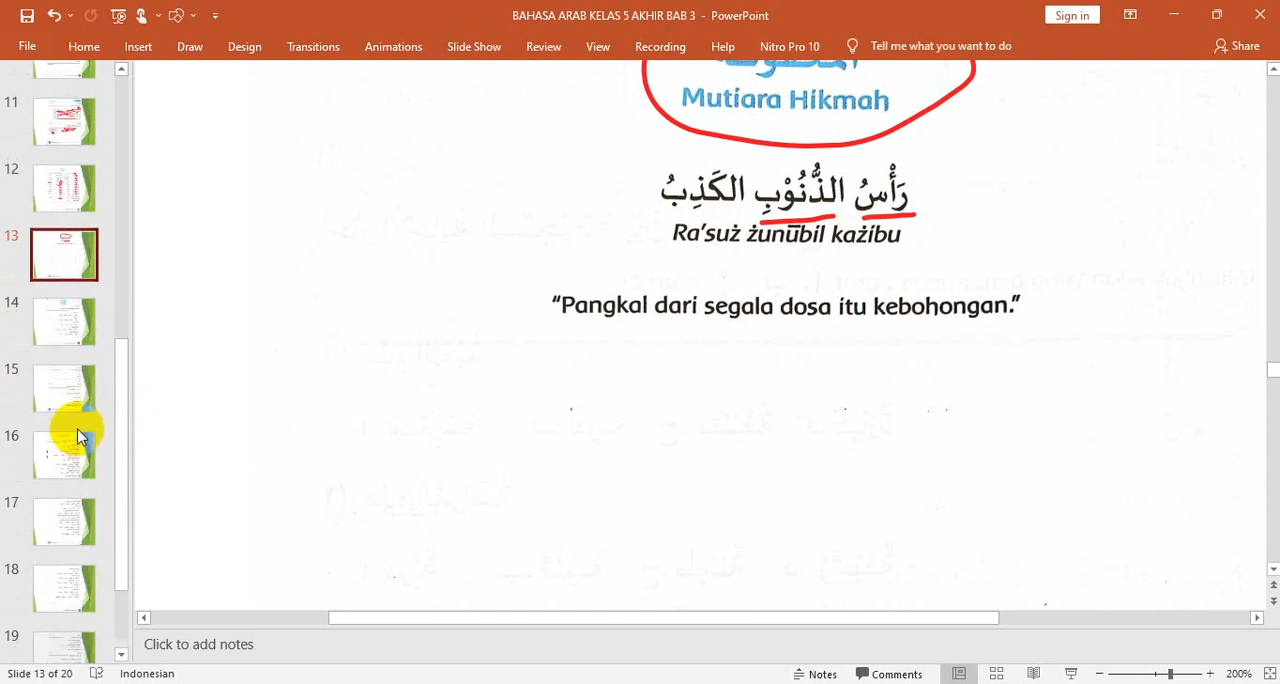 BAHASA ARAB KELAS 5 AKHIR BAB 3 - PowerPoint
Sign in
File Home Insert Draw Design Transitions Animations Slide Show Review View Recording Help Nitro Pro 10 Tell me what you want to do Share
11
12
13
14
15
16
17
18
19
Mutiara Hikmah
رَأْسُ الذُّنُوْبِ الكَذِبُ
Ra'suż żunūbil każibu
“Pangkal dari segala dosa itu kebohongan.”
Click to add notes
Slide 13 of 20 Indonesian Notes Comments 200%